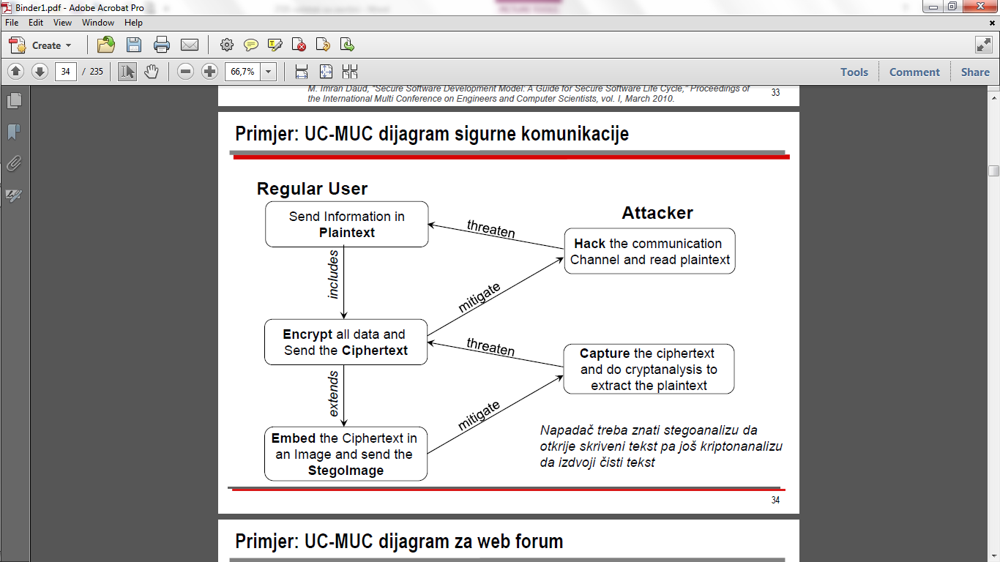 Binder1.pdf - Adobe Acrobat Pro
File Edit View Window Help
Create
34 / 235
66,7%
Tools Comment Share
M. Imran Daud, "Secure Software Development Model: A Guide for Secure Software Life Cycle," Proceedings of
the International Multi Conference on Engineers and Computer Scientists, vol. I, March 2010.
33
Primjer: UC-MUC dijagram sigurne komunikacije
Regular User
Send Information in
Plaintext
Attacker
threaten
Hack the communication
Channel and read plaintext
includes
mitigate
Encrypt all data and
Send the Ciphertext
threaten
Capture the ciphertext
and do cryptanalysis to
extract the plaintext
extends
mitigate
Embed the Ciphertext in
an Image and send the
StegoImage
Napadač treba znati stegoanalizu da
otkrije skriveni tekst pa još kriptonanalizu
da izdvoji čisti tekst
34
Primjer: UC-MUC dijagram za web forum